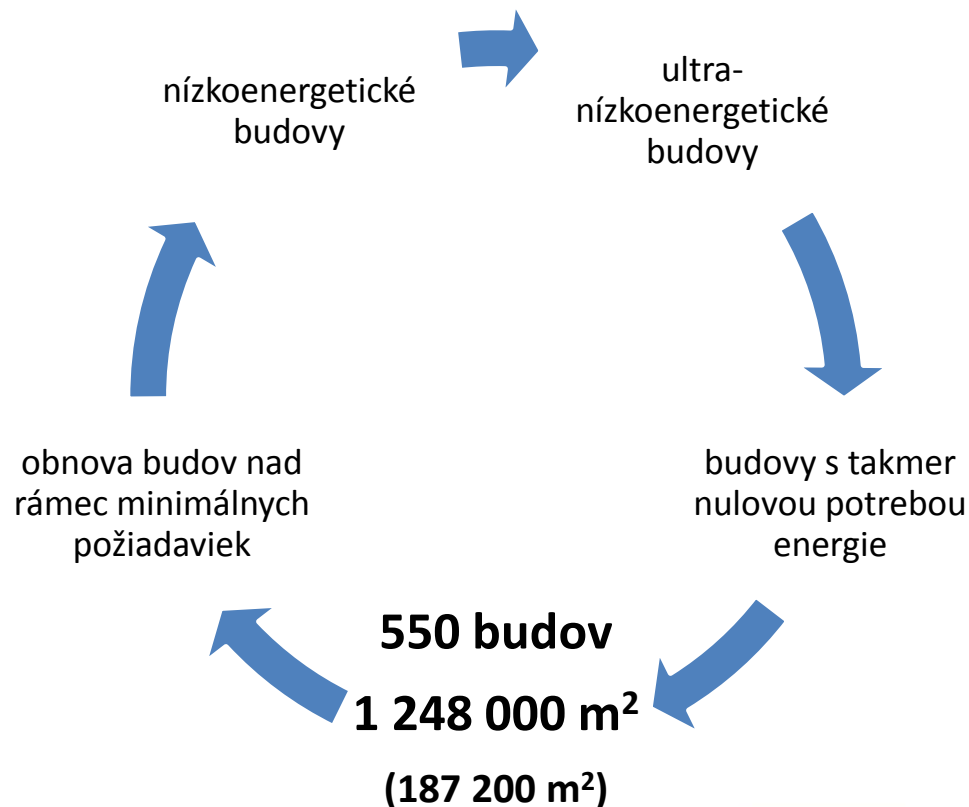 nízkoenergetické
budovy
ultra-
nízkoenergetické
budovy
budovy s takmer
nulovou potrebou
energie
550 budov
1 248 000 m²
(187 200 m²)
obnova budov nad
rámec minimálnych
požiadaviek